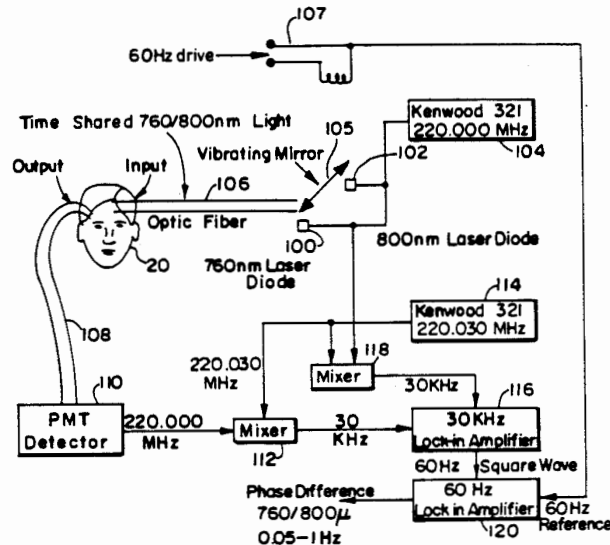 107
60Hz drive
Time Shared 760/800nm Light
Kenwood 321
220.000 MHz
104
105
102
Vibrating Mirror
Output
Input
106
Optic Fiber
100
800nm Laser Diode
760nm Laser
Diode
20
114
Kenwood 321
220.030 MHz
108
118
220.030
MHz
Mixer
30KHz
116
110
PMT
Detector
220.000
MHz
Mixer
112
30
KHz
30KHz
Lock-in Amplifier
60Hz
Square Wave
Phase Difference
760/800µ
0.05-1Hz
60 Hz
Lock in Amplifier
120
60Hz
Reference